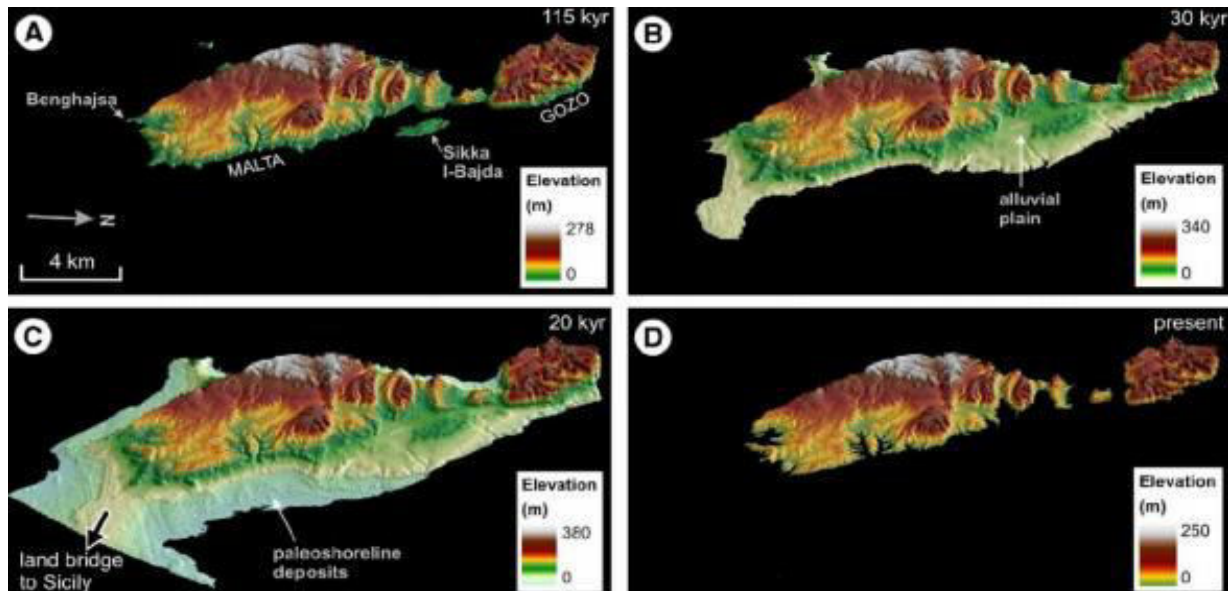 A
115 kyr
Benghajsa
MALTA
GOZO
Sikka
I-Bajda
N
4 km
Elevation
(m)
278
0
B
30 kyr
alluvial
plain
Elevation
(m)
340
0
C
20 kyr
land bridge
to Sicily
paleoshoreline
deposits
Elevation
(m)
380
0
D
present
Elevation
(m)
250
0